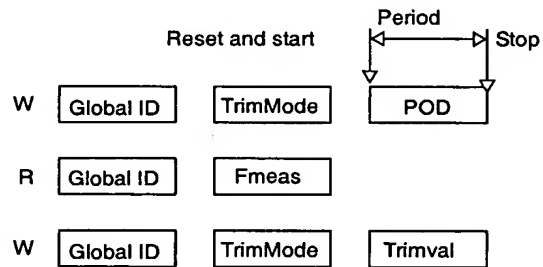 Period
Reset and start Stop
W Global ID TrimMode POD
R Global ID Fmeas
W Global ID TrimMode Trimval